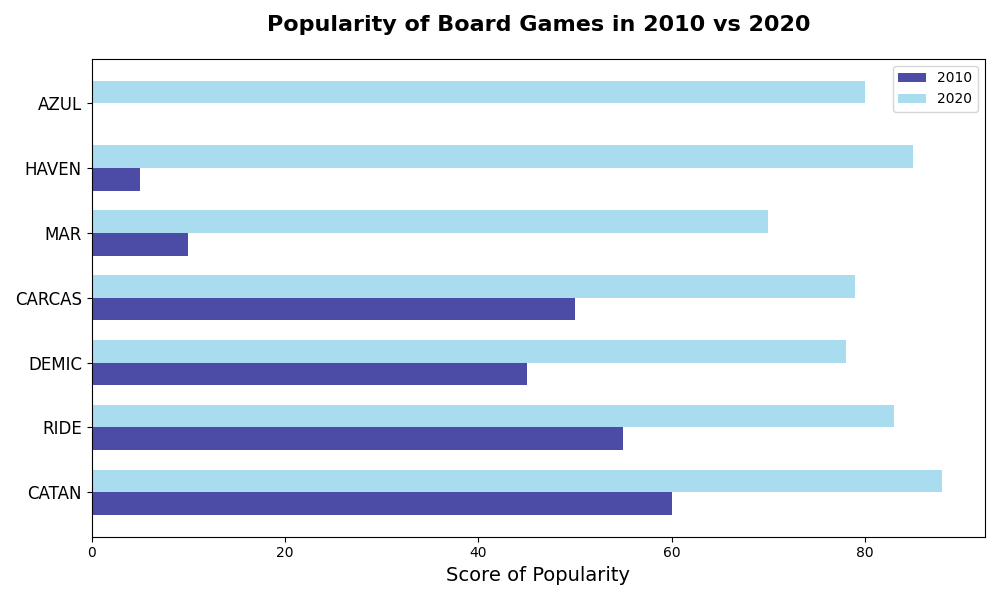 Popularity of Board Games in 2010 vs 2020
2010
2020
AZUL
HAVEN
MAR
CARCAS
DEMIC
RIDE
CATAN
0 20 40 60 80
Score of Popularity